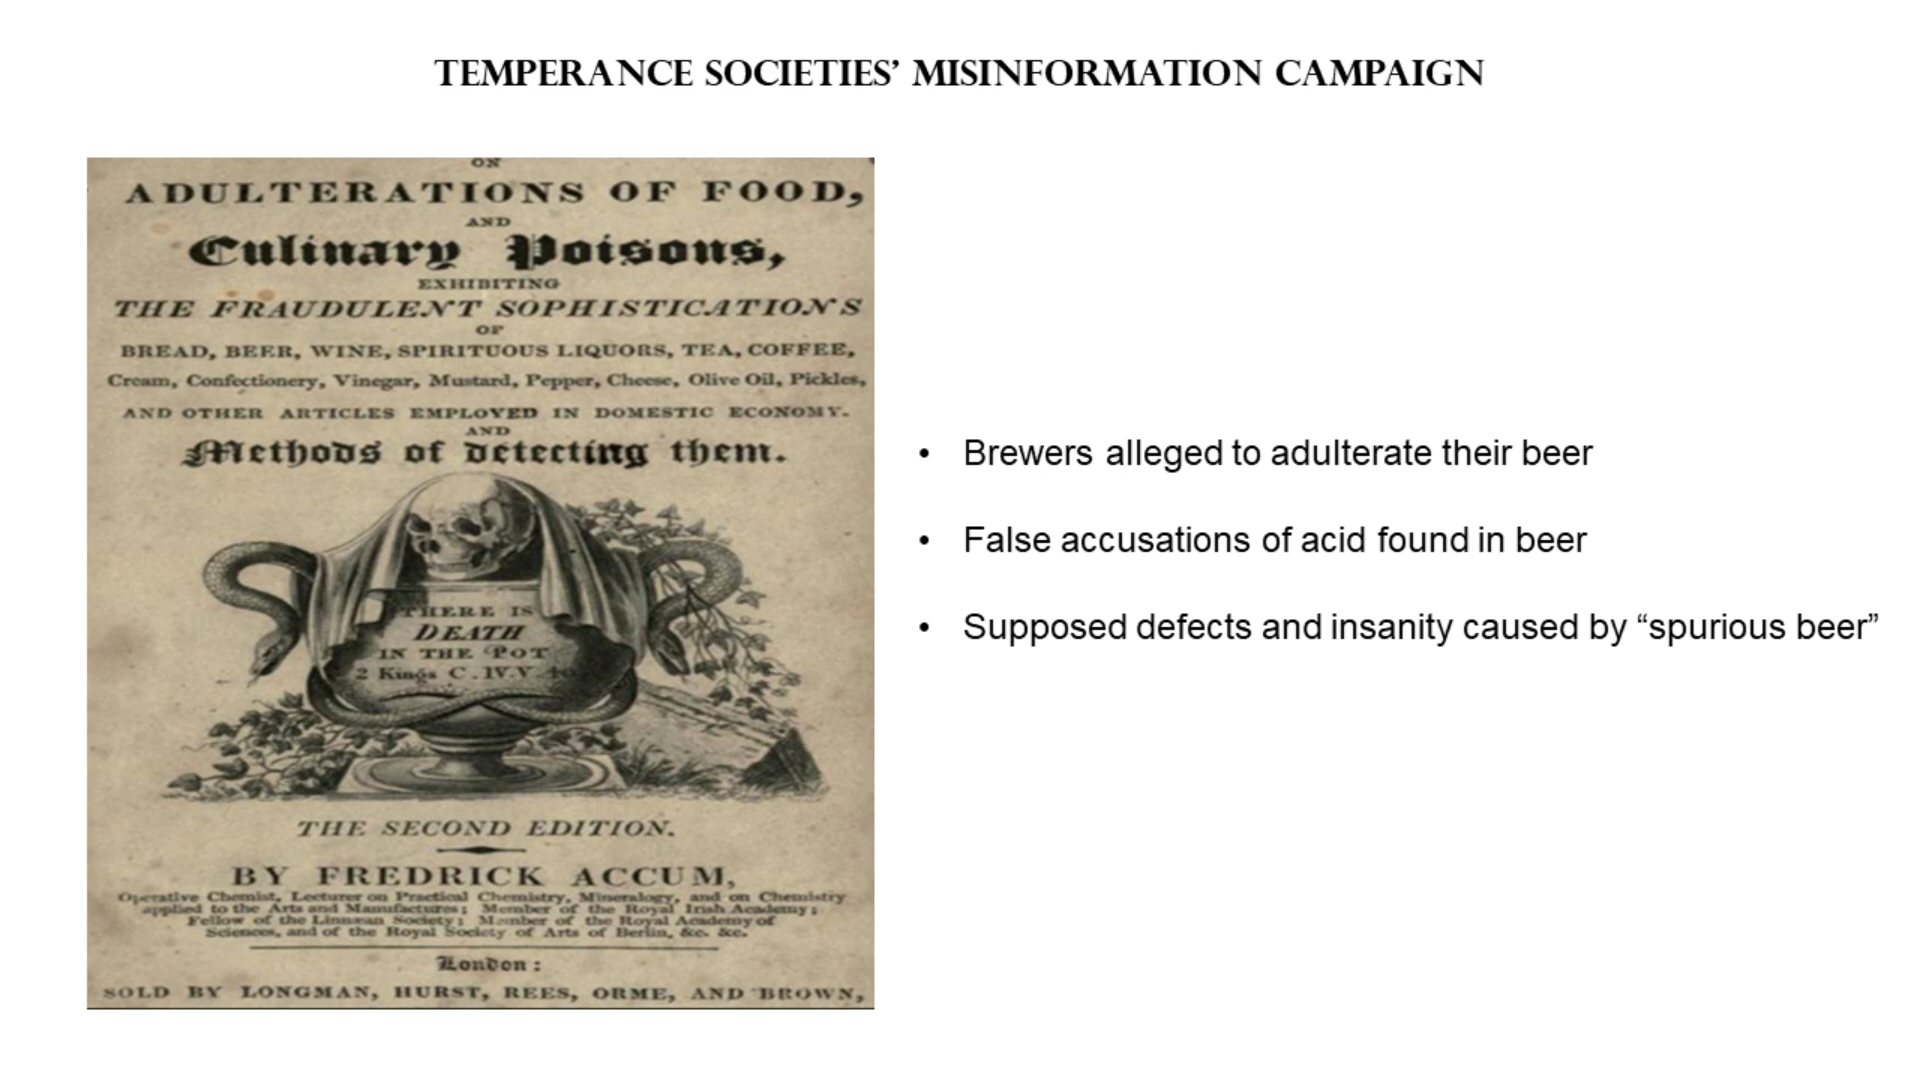 TEMPERANCE SOCIETIES' MISINFORMATION CAMPAIGN
ON
ADULTERATIONS OF FOOD,
AND
Culinary Poisons,
EXHIBITING
THE FRAUDULENT SOPHISTICATIONS
OF
BREAD, BEER, WINE, SPIRITUOUS LIQUORS, TEA, COFFEE,
Cream, Confectionery, Vinegar, Mustard, Pepper, Cheese, Olive Oil, Pickles,
AND OTHER ARTICLES EMPLOYED IN DOMESTIC ECONOMY.
AND
Methods of detecting them.
THERE IS
DEATH
IN THE POT
2 Kings C. IV. V.
THE SECOND EDITION.
BY FREDRICK ACCUM,
Operative Chemist, Lecturer on Practical Chemistry, Mineralogy, and on Chemistry
applied to the Arts and Manufactures; Member of the Royal Irish Academy;
Fellow of the Linnæan Society; Member of the Royal Academy of
Sciences, and of the Royal Society of Arts of Berlin, &c. &c.
London:
SOLD BY LONGMAN, HURST, REES, ORME, AND BROWN,
• Brewers alleged to adulterate their beer
• False accusations of acid found in beer
• Supposed defects and insanity caused by “spurious beer”